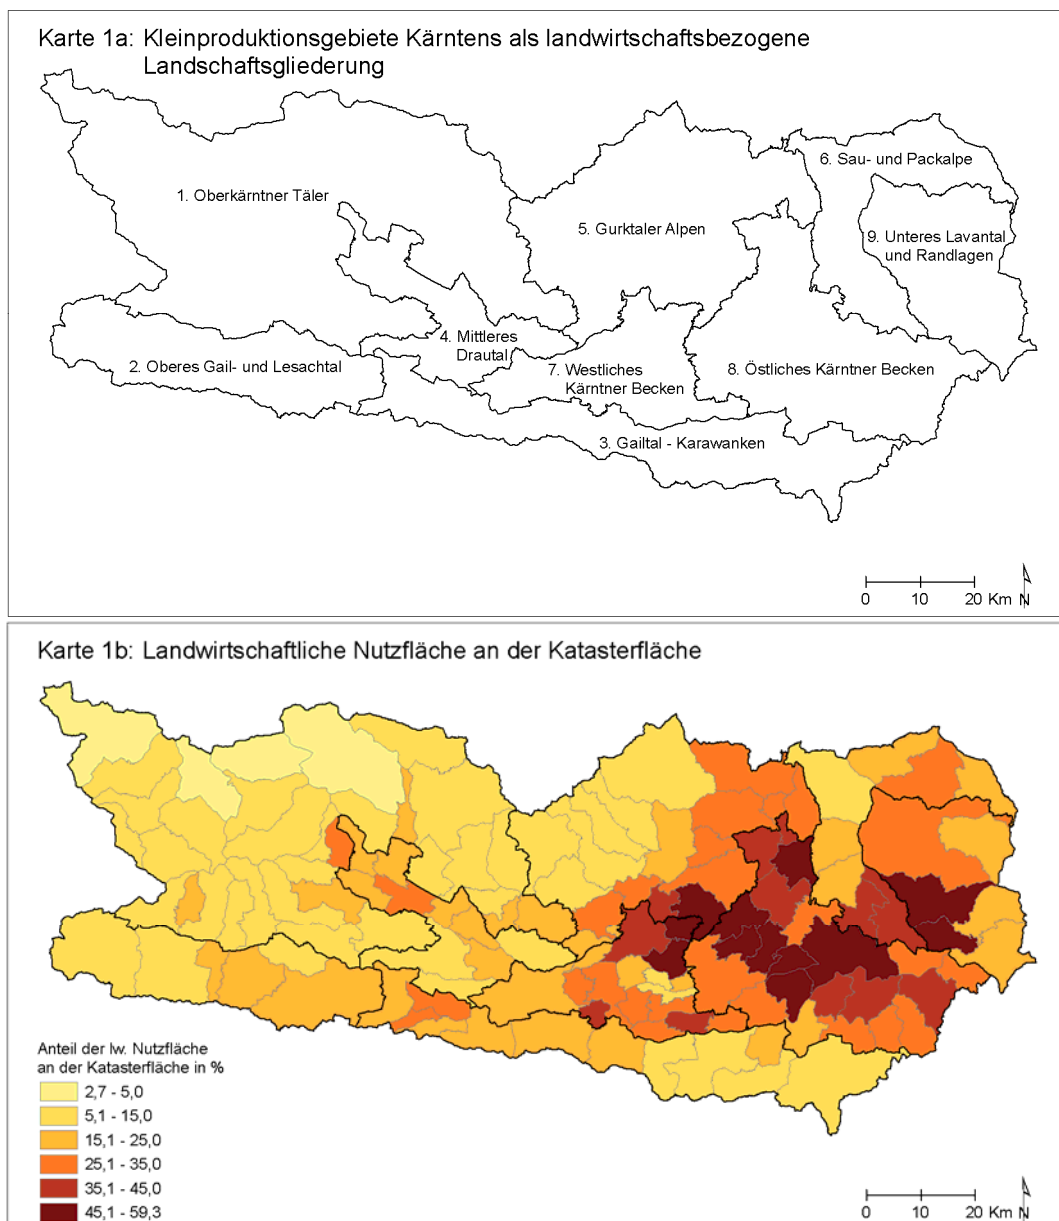 Karte 1a: Kleinproduktionsgebiete Kärntens als landwirtschaftsbezogene
Landschaftsgliederung
6. Sau- und Packalpe
1. Oberkärntner Täler
5. Gurktaler Alpen
9. Unteres Lavantal
und Randlagen
4. Mittleres
Drautal
2. Oberes Gail- und Lesachtal
7. Westliches
Kärntner Becken
8. Östliches Kärntner Becken
3. Gailtal - Karawanken
0 10 20 Km N
Karte 1b: Landwirtschaftliche Nutzfläche an der Katasterfläche
Anteil der lw. Nutzfläche
an der Katasterfläche in %
2,7 - 5,0
5,1 - 15,0
15,1 - 25,0
25,1 - 35,0
35,1 - 45,0
45,1 - 59,3
0 10 20 Km N